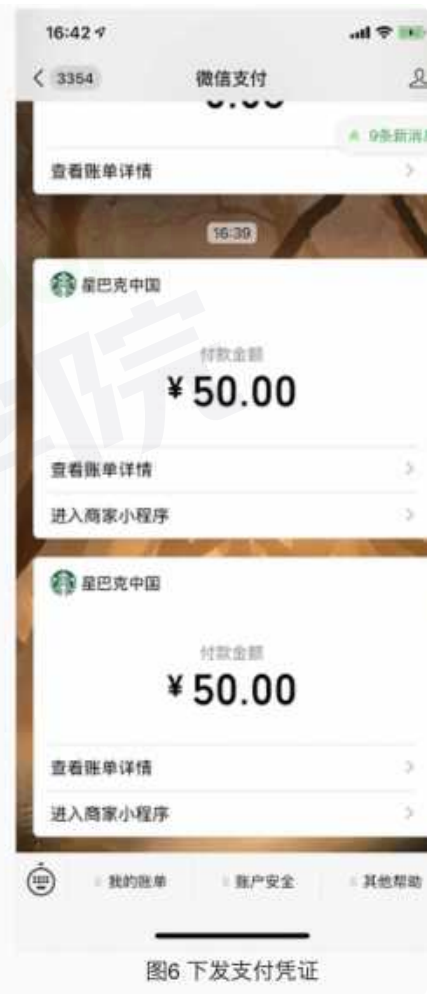 16:42
3354
微信支付
9条新消息
查看账单详情
16:39
星巴克中国
付款金额
¥50.00
查看账单详情
进入商家小程序
星巴克中国
付款金额
¥50.00
查看账单详情
进入商家小程序
我的账单
账户安全
其他帮助
图6 下发支付凭证